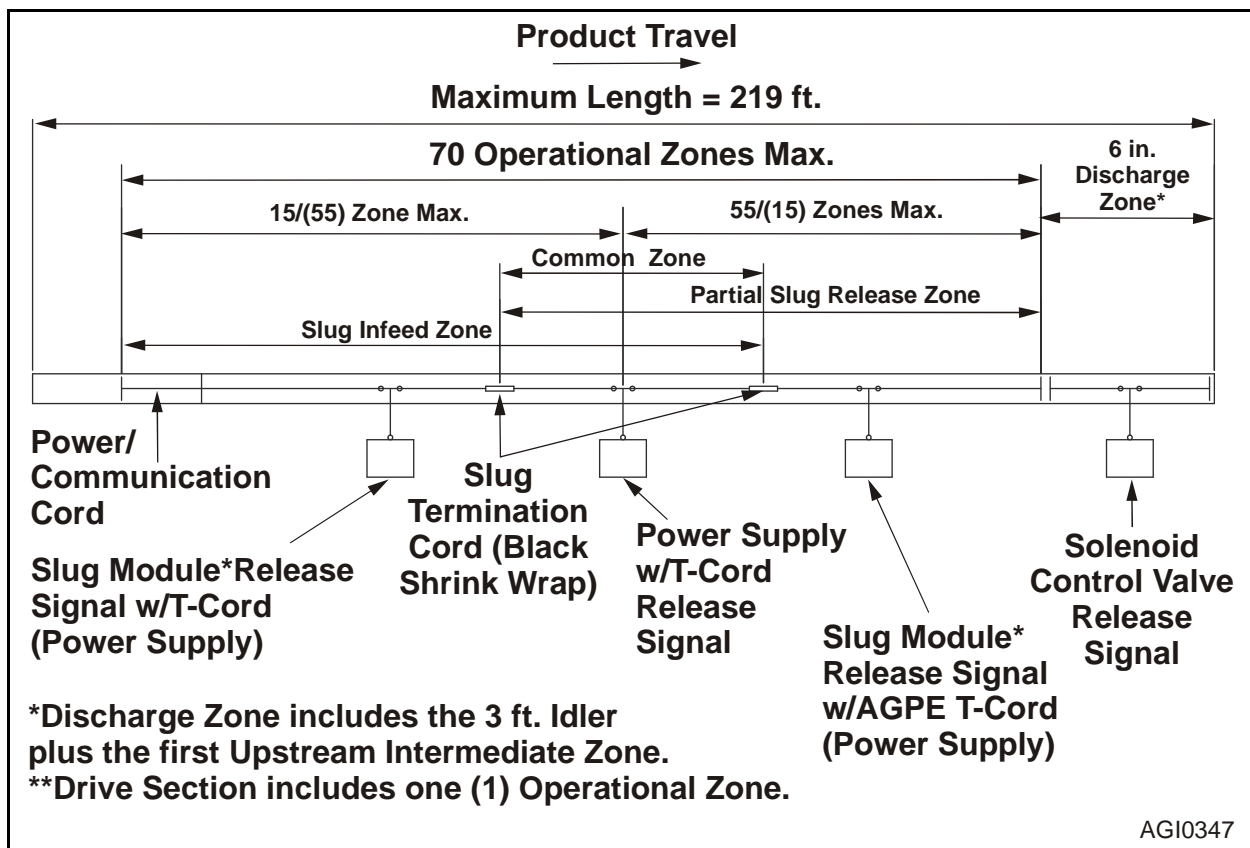 Product Travel
Maximum Length = 219 ft.
70 Operational Zones Max.
6 in.
Discharge
Zone*
15/(55) Zone Max.
55/(15) Zones Max.
Common Zone
Partial Slug Release Zone
Slug Infeed Zone
Power/
Communication
Cord
Slug Module*Release
Signal w/T-Cord
(Power Supply)
Slug
Termination
Cord (Black
Shrink Wrap)
Power Supply
w/T-Cord
Release
Signal
Slug Module*
Release Signal
w/AGPE T-Cord
(Power Supply)
Solenoid
Control Valve
Release
Signal
*Discharge Zone includes the 3 ft. Idler
plus the first Upstream Intermediate Zone.
**Drive Section includes one (1) Operational Zone.
AGI0347